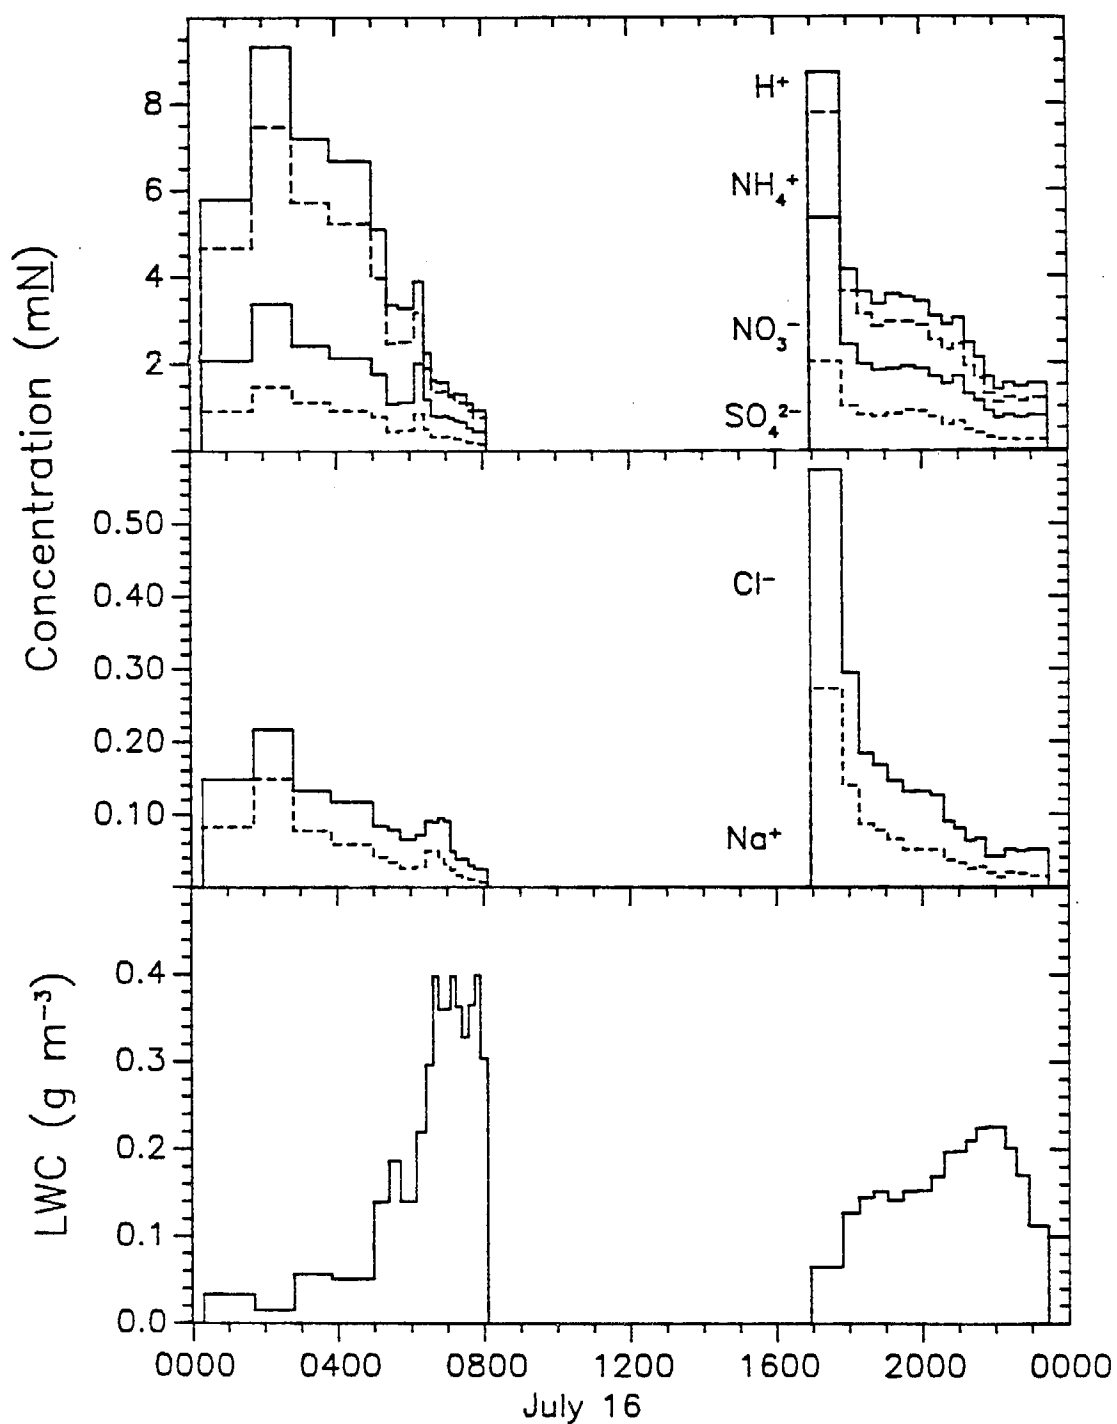 8
6
4
2
H⁺
NH₄⁺
NO₃⁻
SO₄²⁻
Concentration (mN)
0.50
0.40
0.30
0.20
0.10
Cl⁻
Na⁺
LWC (g m⁻³)
0.4
0.3
0.2
0.1
0.0
0000 0400 0800 1200 1600 2000 0000
July 16